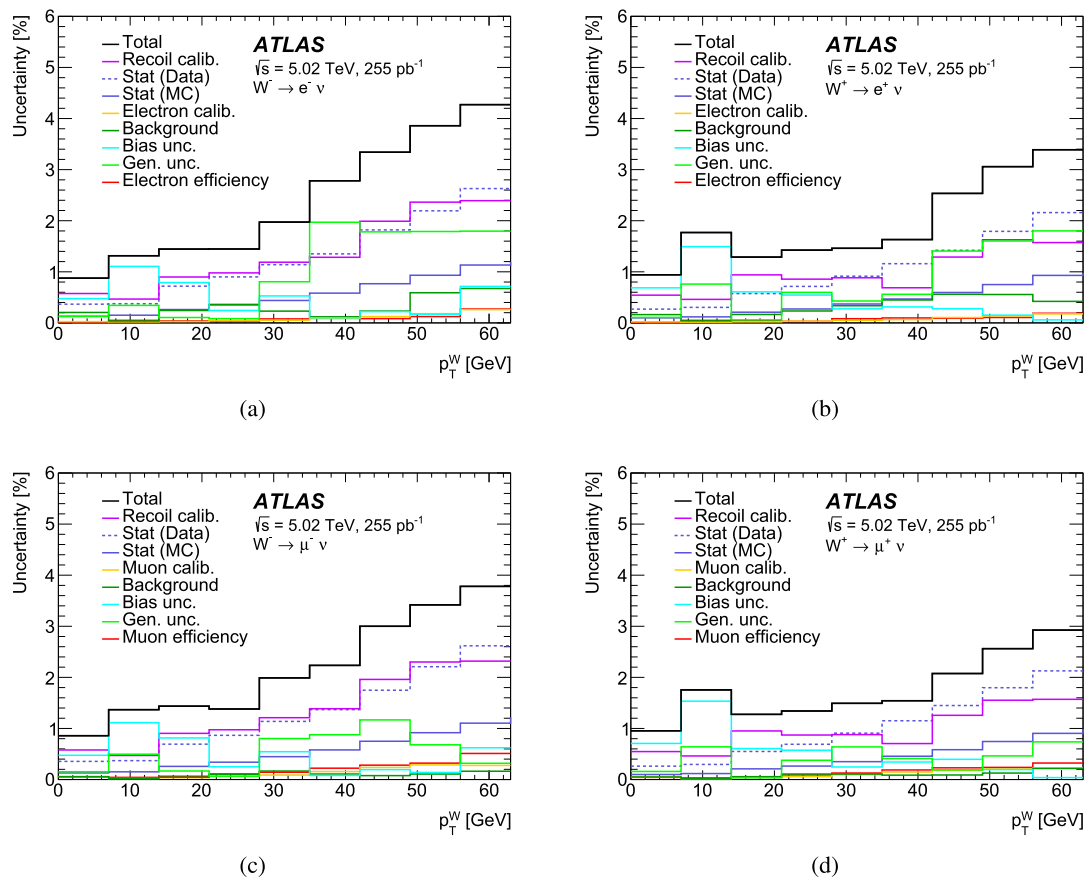 Uncertainty [%]
6
5
4
3
2
1
0
Total
Recoil calib.
Stat (Data)
Stat (MC)
Electron calib.
Background
Bias unc.
Gen. unc.
Electron efficiency
ATLAS
√s = 5.02 TeV, 255 pb⁻¹
W⁻ → e⁻ ν
0 10 20 30 40 50 60
p_T^W [GeV]
(a)
Uncertainty [%]
6
5
4
3
2
1
0
Total
Recoil calib.
Stat (Data)
Stat (MC)
Electron calib.
Background
Bias unc.
Gen. unc.
Electron efficiency
ATLAS
√s = 5.02 TeV, 255 pb⁻¹
W⁺ → e⁺ ν
0 10 20 30 40 50 60
p_T^W [GeV]
(b)
Uncertainty [%]
6
5
4
3
2
1
0
Total
Recoil calib.
Stat (Data)
Stat (MC)
Muon calib.
Background
Bias unc.
Gen. unc.
Muon efficiency
ATLAS
√s = 5.02 TeV, 255 pb⁻¹
W⁻ → μ⁻ ν
0 10 20 30 40 50 60
p_T^W [GeV]
(c)
Uncertainty [%]
6
5
4
3
2
1
0
Total
Recoil calib.
Stat (Data)
Stat (MC)
Muon calib.
Background
Bias unc.
Gen. unc.
Muon efficiency
ATLAS
√s = 5.02 TeV, 255 pb⁻¹
W⁺ → μ⁺ ν
0 10 20 30 40 50 60
p_T^W [GeV]
(d)